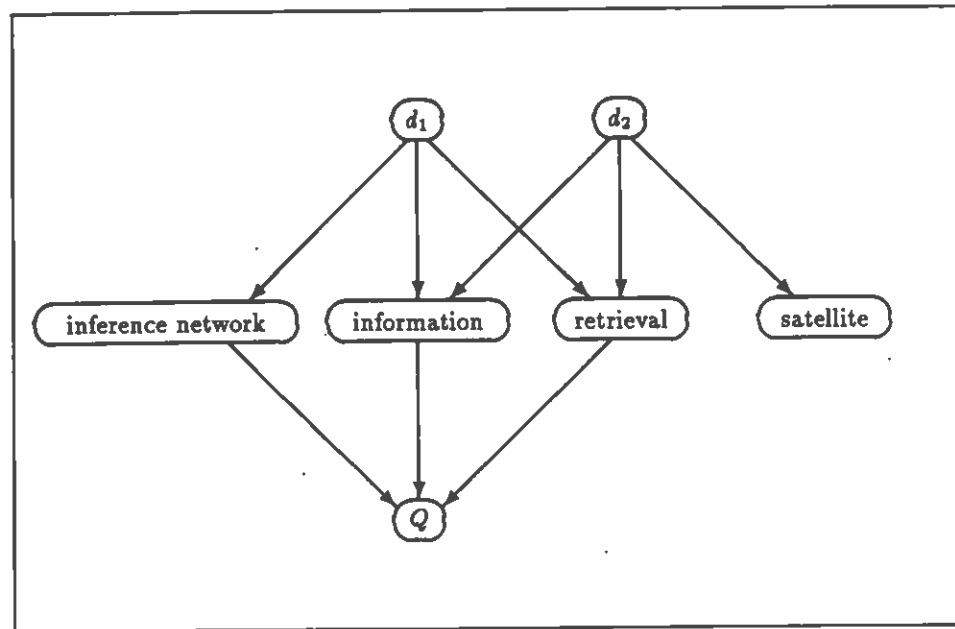 d₁ d₂
inference network information retrieval satellite
Q